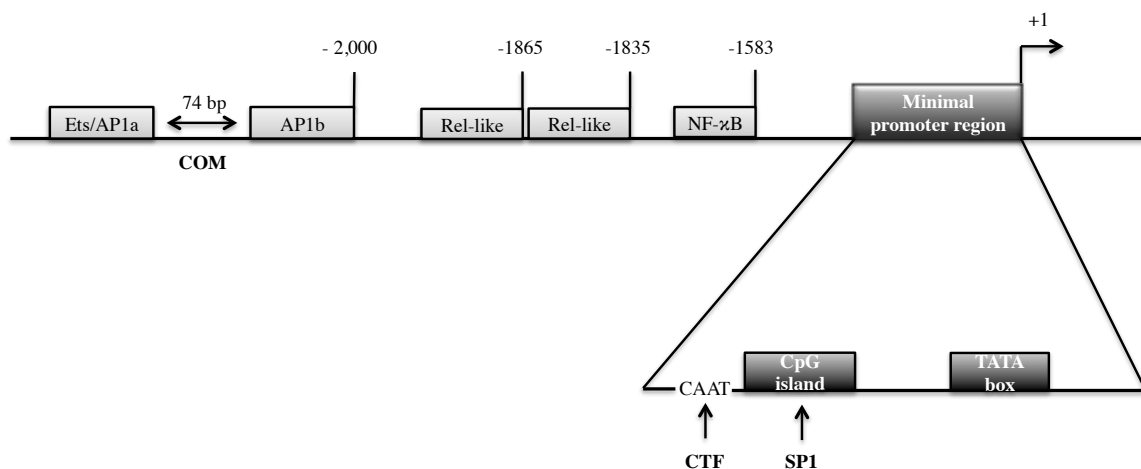 +1
- 2,000
-1865
-1835
-1583
74 bp
Ets/AP1a
AP1b
Rel-like
Rel-like
NF-ϰB
Minimal
promoter region
COM
CpG
island
TATA
box
CAAT
CTF
SP1